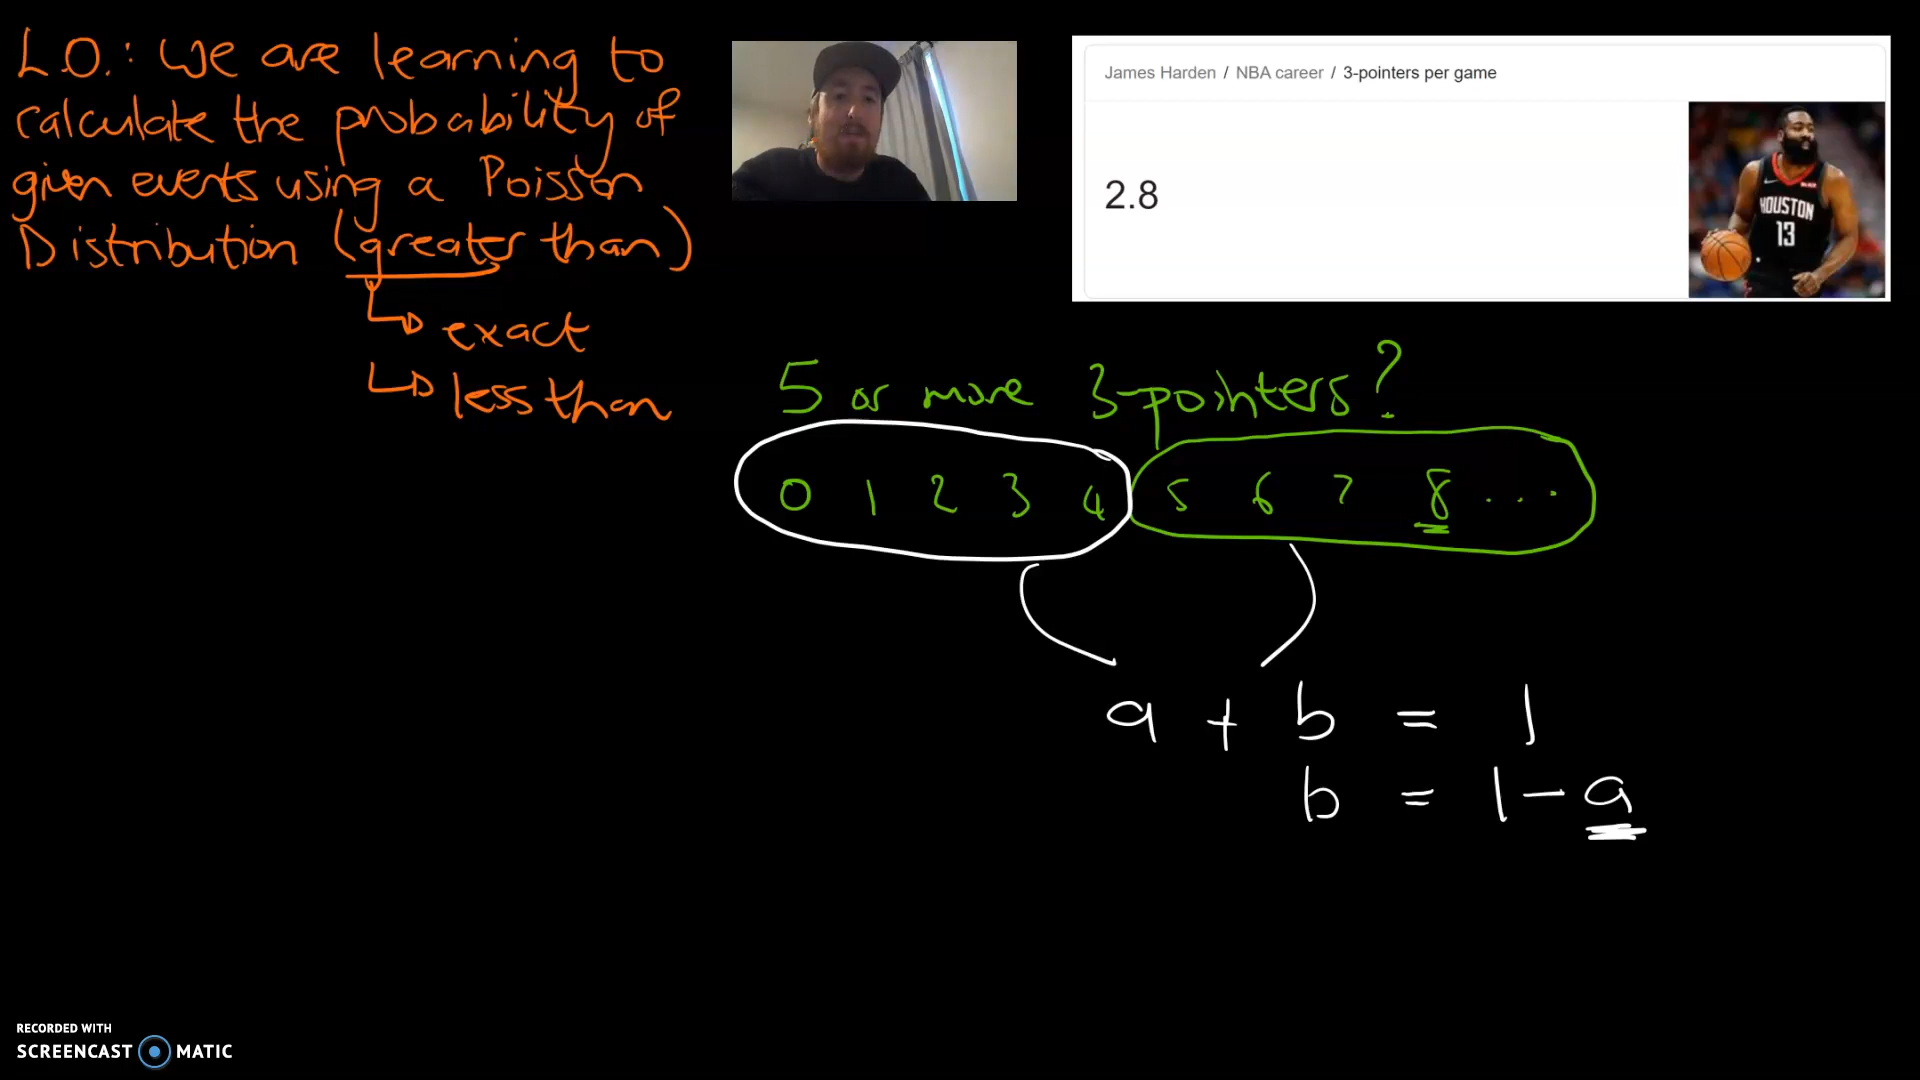 L.O.: We are learning to
calculate the probability of
given events using a Poisson
Distribution (greater than)
exact
less than
James Harden / NBA career / 3-pointers per game
2.8
HOUSTON
13
5 or more 3-pointers?
0 1 2 3 4 5 6 7 8 ...
a + b = 1
b = 1 - a
RECORDED WITH
SCREENCAST MATIC